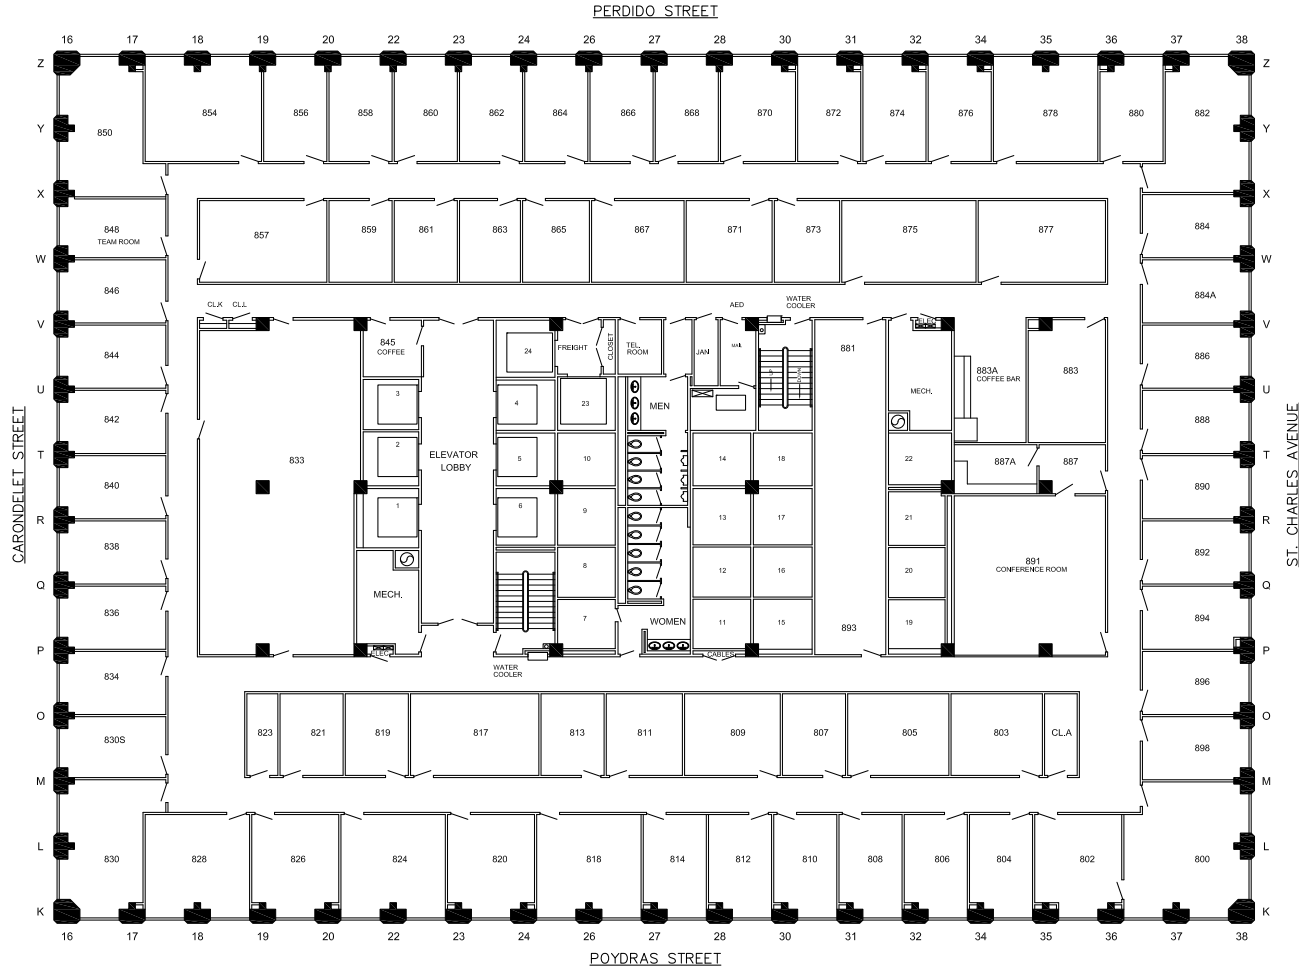 PERDIDO STREET
16 17 18 19 20 22 23 24 26 27 28 30 31 32 34 35 36 37 38
Z Z
854 856 858 860 862 864 866 868 870 872 874 876 878 880 882
Y 850 Y
X X
848 884
TEAM ROOM
857 859 861 863 865 867 871 873 875 877
W W
846 884A
CL.K CL.L AED WATER
COOLER
V ELEC V
845
COFFEE
24 FREIGHT CLOSET TEL.
ROOM JAN MAIL 881
844 883A
COFFEE BAR 883 886
U 3 UP DOWN MECH. U
4 23 MEN
842 888
CARONDELET STREET
ST. CHARLES AVENUE
T 833 2 ELEVATOR
LOBBY 5 10 14 18 22 887A 887 T
840 890
R 1 6 9 13 17 21 R
838 892
891
CONFERENCE ROOM
Q MECH. 8 12 16 20 Q
836 7 WOMEN 11 15 893 19 894
P ELEC CABLES P
WATER
COOLER
834 896
O O
830S 823 821 819 817 813 811 809 807 805 803 CL.A 898
M M
L L
830 828 826 824 820 818 814 812 810 808 806 804 802 800
K K
16 17 18 19 20 22 23 24 26 27 28 30 31 32 34 35 36 37 38
POYDRAS STREET